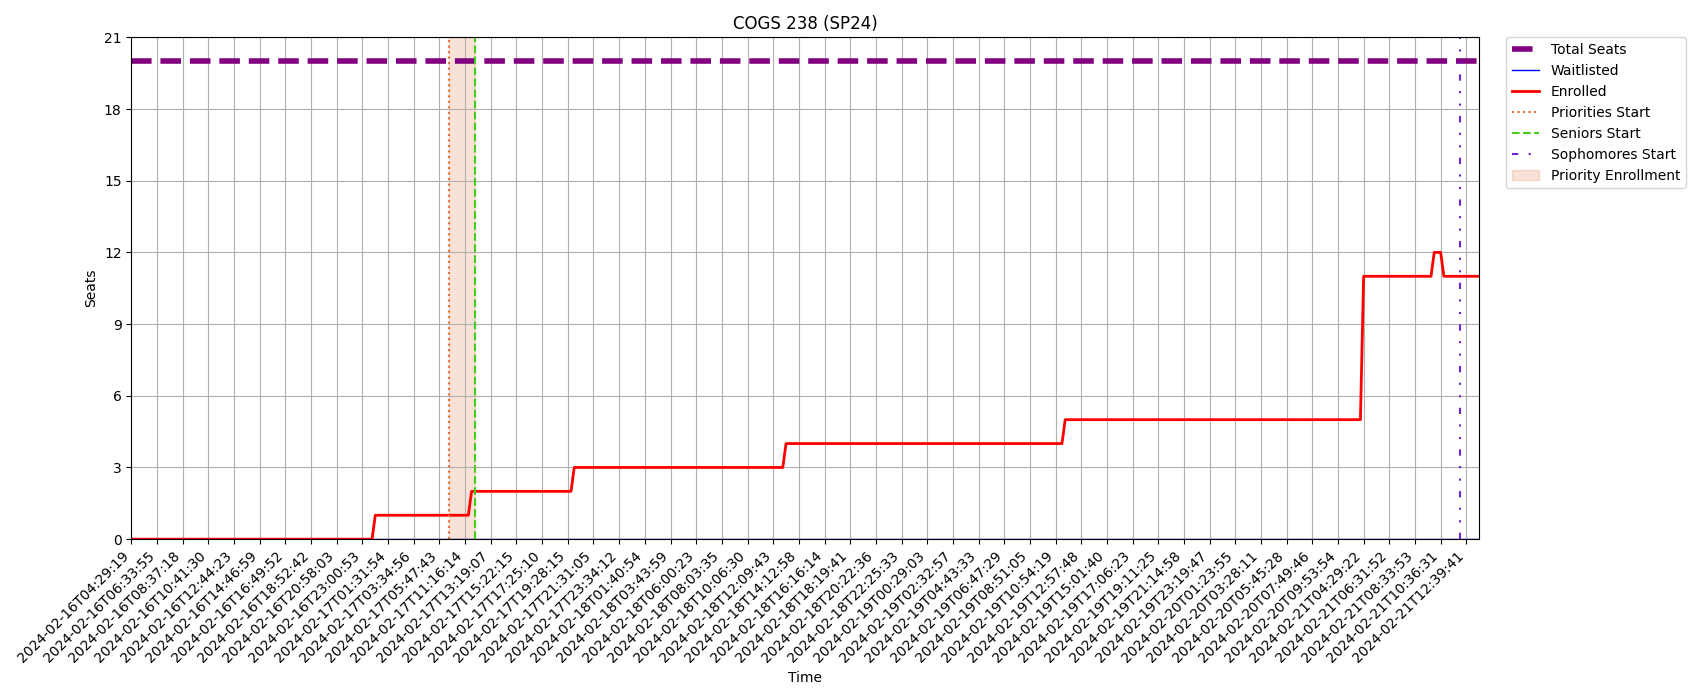 COGS 238 (SP24)
21
18
15
12
9
6
3
0
Seats
Total Seats
Waitlisted
Enrolled
Priorities Start
Seniors Start
Sophomores Start
Priority Enrollment
2024-02-16T04:29:19
2024-02-16T06:33:55
2024-02-16T08:37:18
2024-02-16T10:41:30
2024-02-16T12:44:23
2024-02-16T14:46:59
2024-02-16T16:49:52
2024-02-16T18:52:42
2024-02-16T20:58:03
2024-02-16T23:00:53
2024-02-17T01:31:54
2024-02-17T03:34:56
2024-02-17T05:47:43
2024-02-17T11:16:14
2024-02-17T13:19:07
2024-02-17T15:22:15
2024-02-17T17:25:10
2024-02-17T19:28:15
2024-02-17T21:31:05
2024-02-17T23:34:12
2024-02-18T01:40:54
2024-02-18T03:43:59
2024-02-18T06:00:23
2024-02-18T08:03:35
2024-02-18T10:06:30
2024-02-18T12:09:43
2024-02-18T14:12:58
2024-02-18T16:16:14
2024-02-18T18:19:41
2024-02-18T20:22:36
2024-02-18T22:25:33
2024-02-19T00:29:03
2024-02-19T02:32:57
2024-02-19T04:43:33
2024-02-19T06:47:29
2024-02-19T08:51:05
2024-02-19T10:54:19
2024-02-19T12:57:48
2024-02-19T15:01:40
2024-02-19T17:06:23
2024-02-19T19:11:25
2024-02-19T21:14:58
2024-02-19T23:19:47
2024-02-20T01:23:55
2024-02-20T03:28:11
2024-02-20T05:45:28
2024-02-20T07:49:46
2024-02-20T09:53:54
2024-02-21T04:29:22
2024-02-21T06:31:52
2024-02-21T08:33:53
2024-02-21T10:36:31
2024-02-21T12:39:41
Time